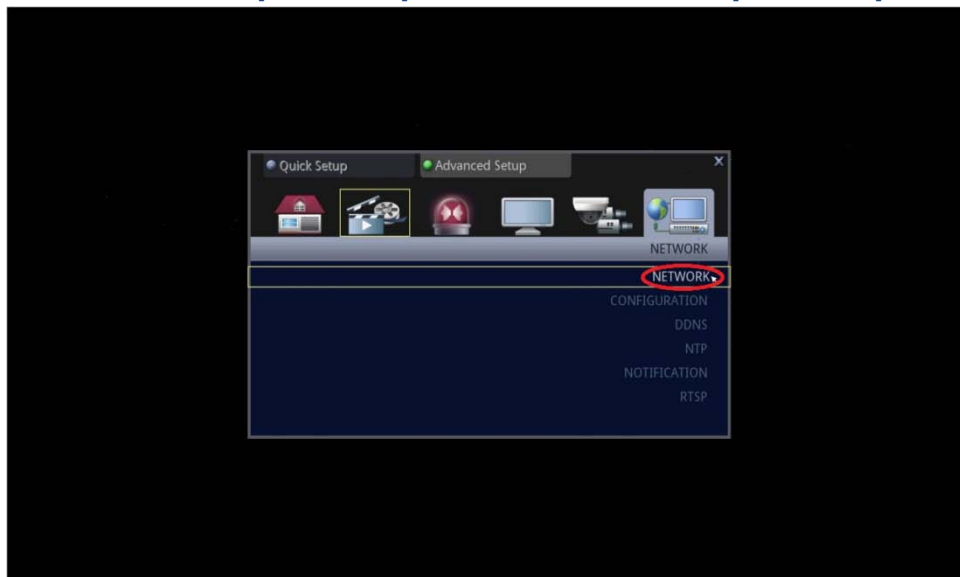 Quick Setup
Advanced Setup
X
NETWORK
NETWORK
CONFIGURATION
DDNS
NTP
NOTIFICATION
RTSP